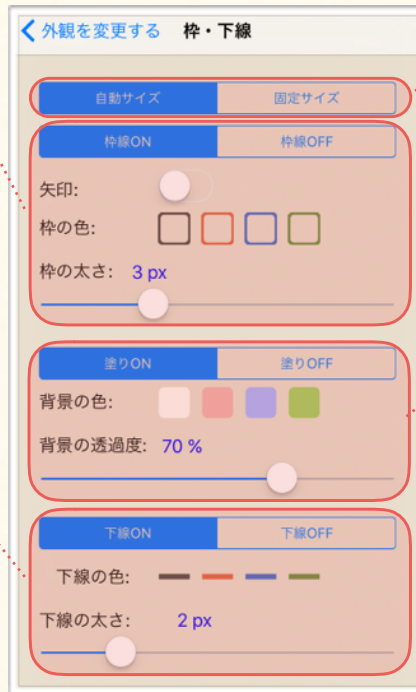 外観を変更する 枠・下線
自動サイズ 固定サイズ
枠線ON 枠線OFF
矢印:
枠の色:
枠の太さ: 3 px
塗りON 塗りOFF
背景の色:
背景の透過度: 70 %
下線ON 下線OFF
下線の色:
下線の太さ: 2 px